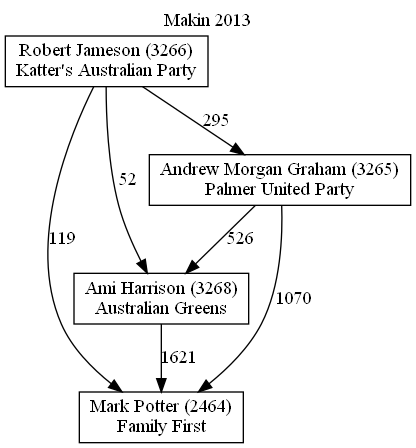 Makin 2013
Robert Jameson (3266)
Katter's Australian Party
295
Andrew Morgan Graham (3265)
Palmer United Party
52
119
526
Ami Harrison (3268)
Australian Greens
1070
1621
Mark Potter (2464)
Family First